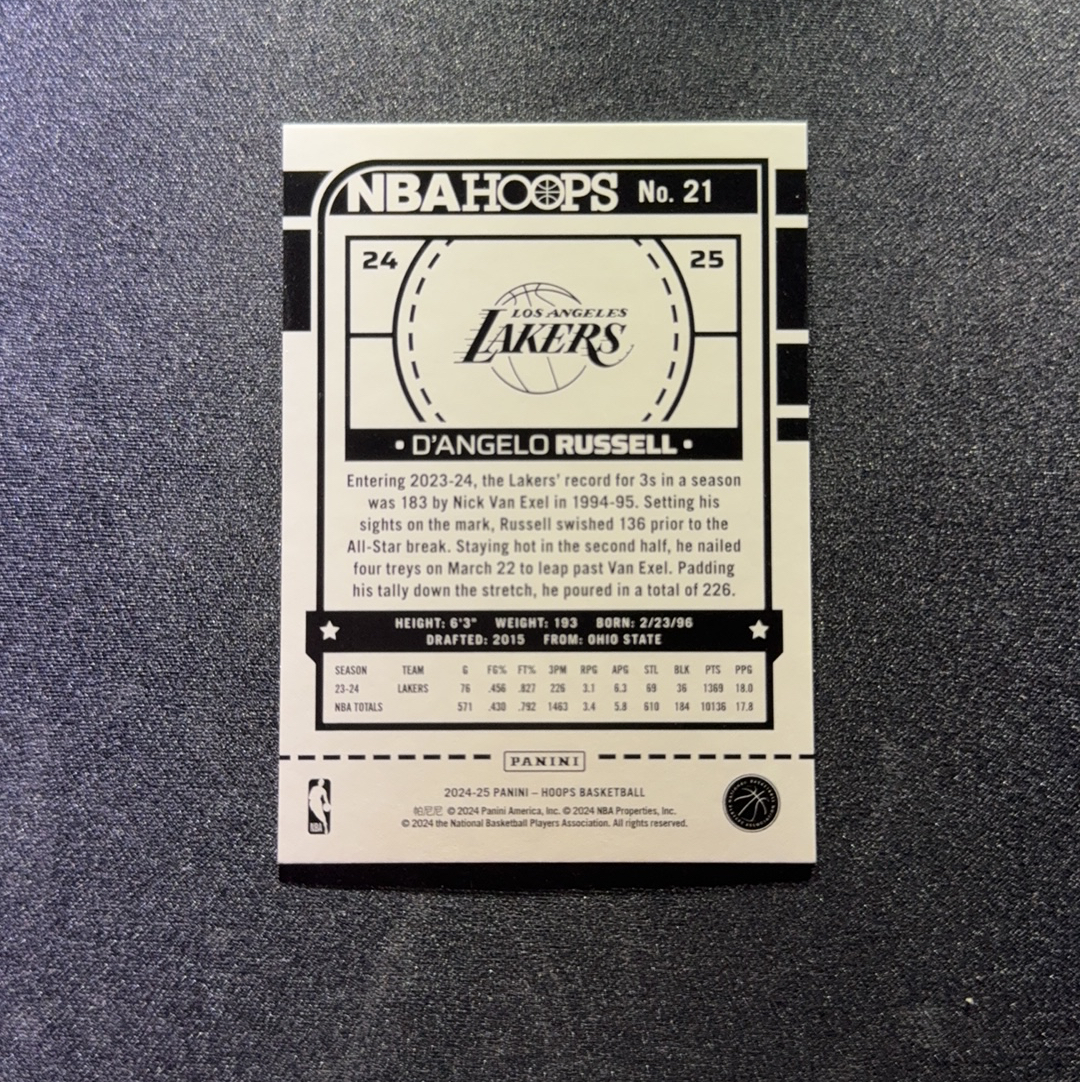 NBA HOOPS No. 21
24 25
LOS ANGELES
LAKERS
• D'ANGELO RUSSELL •
Entering 2023-24, the Lakers' record for 3s in a season
was 183 by Nick Van Exel in 1994-95. Setting his
sights on the mark, Russell swished 136 prior to the
All-Star break. Staying hot in the second half, he nailed
four treys on March 22 to leap past Van Exel. Padding
his tally down the stretch, he poured in a total of 226.
HEIGHT: 6'3" WEIGHT: 193 BORN: 2/23/96
DRAFTED: 2015 FROM: OHIO STATE
SEASON TEAM G FG% FT% 3PM RPG APG STL BLK PTS PPG
23-24 LAKERS 76 .456 .827 226 3.1 6.3 69 36 1369 18.0
NBA TOTALS 571 .430 .792 1463 3.4 5.8 610 184 10136 17.8
PANINI
2024-25 PANINI – HOOPS BASKETBALL
帕尼尼 © 2024 Panini America, Inc. © 2024 NBA Properties, Inc.
© 2024 the National Basketball Players Association. All rights reserved.
NBA